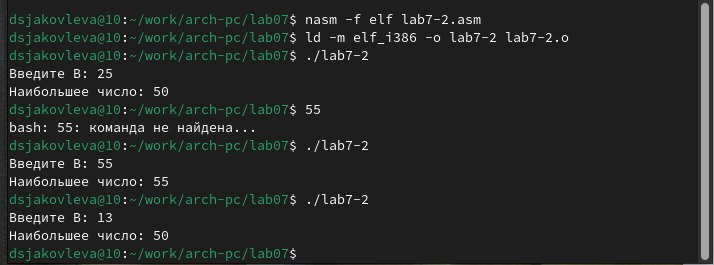 dsjakovleva@10:~/work/arch-pc/lab07$ nasm -f elf lab7-2.asm
dsjakovleva@10:~/work/arch-pc/lab07$ ld -m elf_i386 -o lab7-2 lab7-2.o
dsjakovleva@10:~/work/arch-pc/lab07$ ./lab7-2
Введите B: 25
Наибольшее число: 50
dsjakovleva@10:~/work/arch-pc/lab07$ 55
bash: 55: команда не найдена...
dsjakovleva@10:~/work/arch-pc/lab07$ ./lab7-2
Введите B: 55
Наибольшее число: 55
dsjakovleva@10:~/work/arch-pc/lab07$ ./lab7-2
Введите B: 13
Наибольшее число: 50
dsjakovleva@10:~/work/arch-pc/lab07$